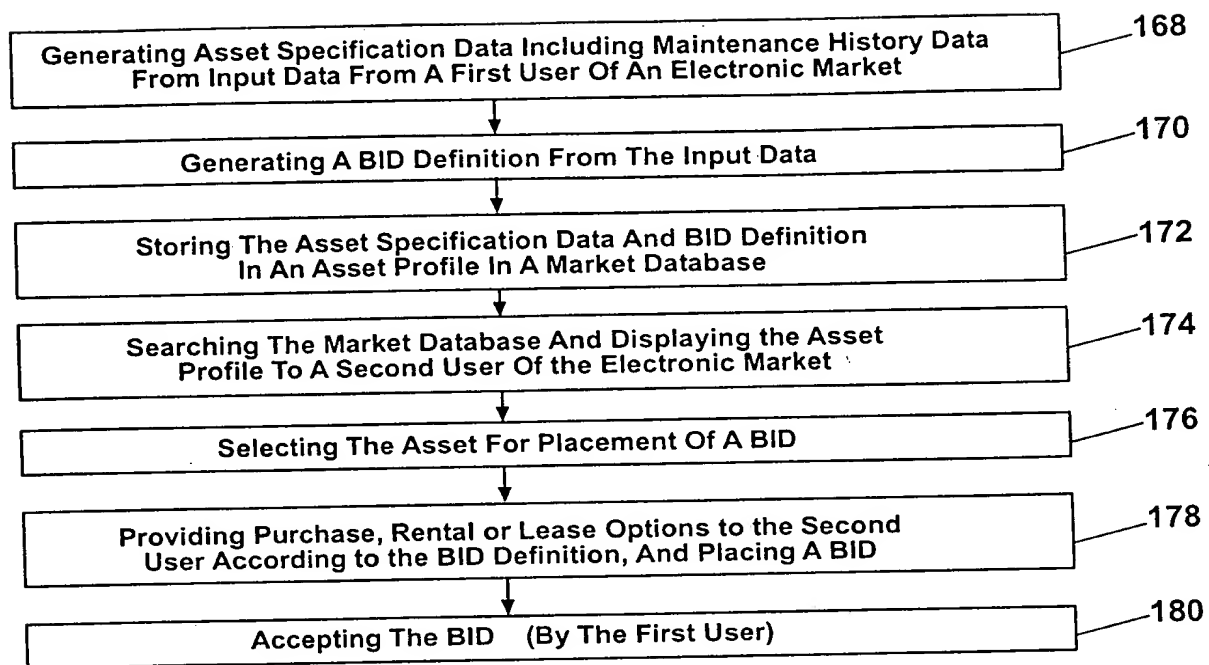 Generating Asset Specification Data Including Maintenance History Data
From Input Data From A First User Of An Electronic Market
168
Generating A BID Definition From The Input Data
170
Storing The Asset Specification Data And BID Definition
In An Asset Profile In A Market Database
172
Searching The Market Database And Displaying the Asset
Profile To A Second User Of the Electronic Market
174
Selecting The Asset For Placement Of A BID
176
Providing Purchase, Rental or Lease Options to the Second
User According to the BID Definition, And Placing A BID
178
Accepting The BID (By The First User)
180